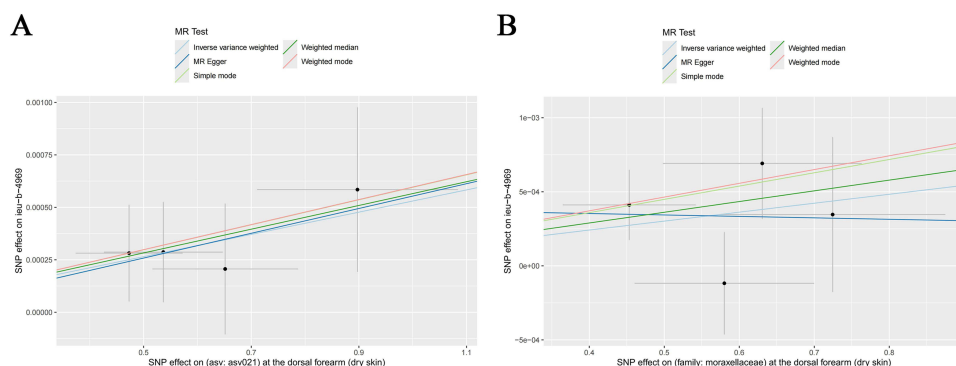 A
MR Test
Inverse variance weighted
Weighted median
MR Egger
Weighted mode
Simple mode
SNP effect on ieu-b-4969
0.00100
0.00075
0.00050
0.00025
0.00000
0.5
0.7
0.9
1.1
SNP effect on (asv: asv021) at the dorsal forearm (dry skin)
B
MR Test
Inverse variance weighted
Weighted median
MR Egger
Weighted mode
Simple mode
SNP effect on ieu-b-4969
1e-03
5e-04
0e+00
−5e-04
0.4
0.5
0.6
0.7
0.8
SNP effect on (family: moraxellaceae) at the dorsal forearm (dry skin)